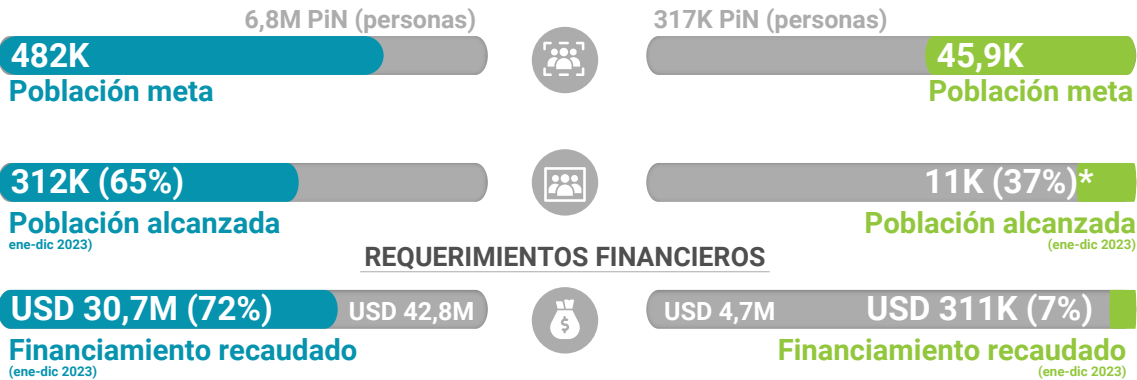 6,8M PiN (personas)
317K PiN (personas)
482K
45,9K
Población meta
Población meta
312K (65%)
11K (37%)*
Población alcanzada
Población alcanzada
ene-dic 2023)
(ene-dic 2023)
REQUERIMIENTOS FINANCIEROS
USD 30,7M (72%)
USD 42,8M
$
USD 4,7M
USD 311K (7%)
Financiamiento recaudado
Financiamiento recaudado
(ene-dic 2023)
(ene-dic 2023)